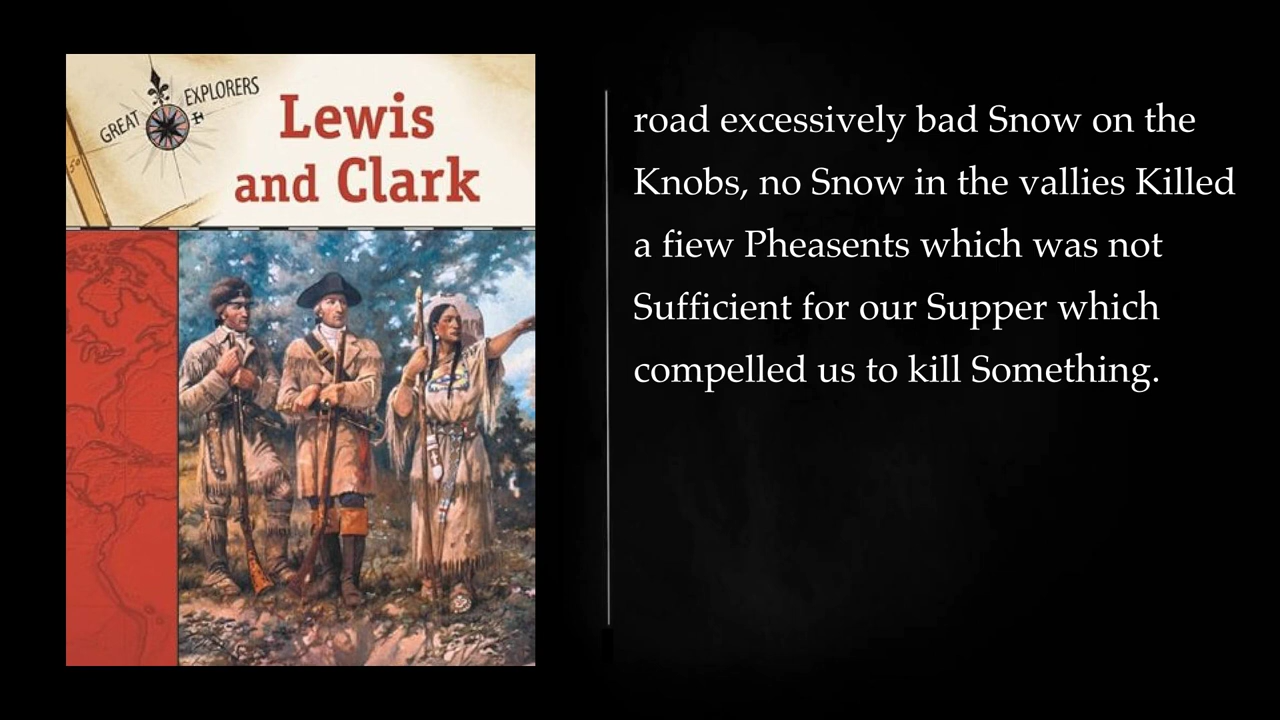 GREAT EXPLORERS
Lewis
and Clark
road excessively bad Snow on the
Knobs, no Snow in the vallies Killed
a fiew Pheasents which was not
Sufficient for our Supper which
compelled us to kill Something.